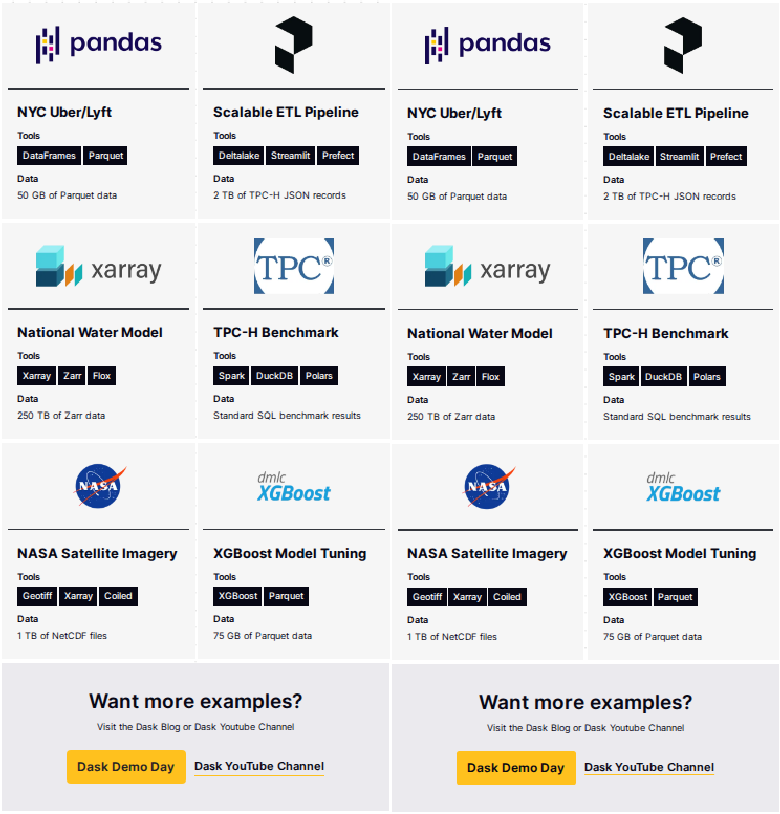 pandas
NYC Uber/Lyft
Tools
DataFrames Parquet
Data
50 GB of Parquet data
Scalable ETL Pipeline
Tools
Deltalake Streamlit Prefect
Data
2 TB of TPC-H JSON records
pandas
NYC Uber/Lyft
Tools
DataFrames Parquet
Data
50 GB of Parquet data
Scalable ETL Pipeline
Tools
Deltalake Streamlit Prefect
Data
2 TB of TPC-H JSON records
xarray
National Water Model
Tools
Xarray Zarr Flox
Data
250 TB of Zarr data
TPC®
TPC-H Benchmark
Tools
Spark DuckDB Polars
Data
Standard SQL benchmark results
xarray
National Water Model
Tools
Xarray Zarr Flox
Data
250 TB of Zarr data
TPC®
TPC-H Benchmark
Tools
Spark DuckDB Polars
Data
Standard SQL benchmark results
NASA
NASA Satellite Imagery
Tools
Geotiff Xarray Coiled
Data
1 TB of NetCDF files
dmlc
XGBoost
XGBoost Model Tuning
Tools
XGBoost Parquet
Data
75 GB of Parquet data
NASA
NASA Satellite Imagery
Tools
Geotiff Xarray Coiled
Data
1 TB of NetCDF files
dmlc
XGBoost
XGBoost Model Tuning
Tools
XGBoost Parquet
Data
75 GB of Parquet data
Want more examples?
Visit the Dask Blog or Dask Youtube Channel
Dask Demo Day Dask YouTube Channel
Want more examples?
Visit the Dask Blog or Dask Youtube Channel
Dask Demo Day Dask YouTube Channel